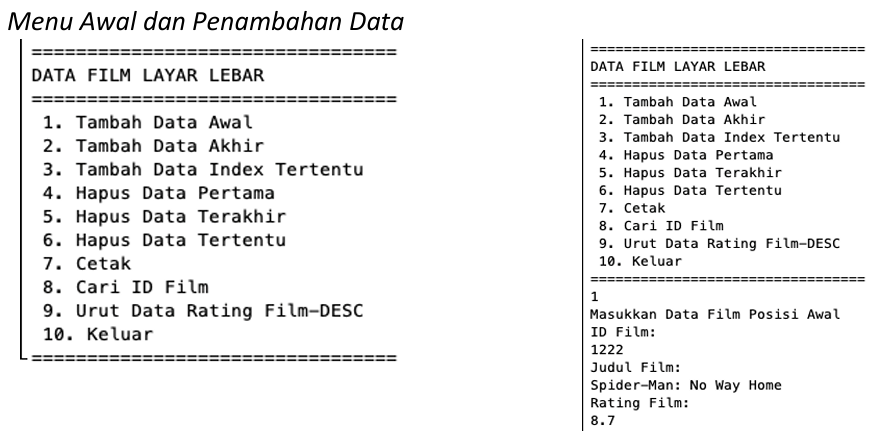 Menu Awal dan Penambahan Data
=================================
DATA FILM LAYAR LEBAR
=================================
1. Tambah Data Awal
2. Tambah Data Akhir
3. Tambah Data Index Tertentu
4. Hapus Data Pertama
5. Hapus Data Terakhir
6. Hapus Data Tertentu
7. Cetak
8. Cari ID Film
9. Urut Data Rating Film-DESC
10. Keluar
=================================
=================================
DATA FILM LAYAR LEBAR
=================================
1. Tambah Data Awal
2. Tambah Data Akhir
3. Tambah Data Index Tertentu
4. Hapus Data Pertama
5. Hapus Data Terakhir
6. Hapus Data Tertentu
7. Cetak
8. Cari ID Film
9. Urut Data Rating Film-DESC
10. Keluar
=================================
1
Masukkan Data Film Posisi Awal
ID Film:
1222
Judul Film:
Spider-Man: No Way Home
Rating Film:
8.7